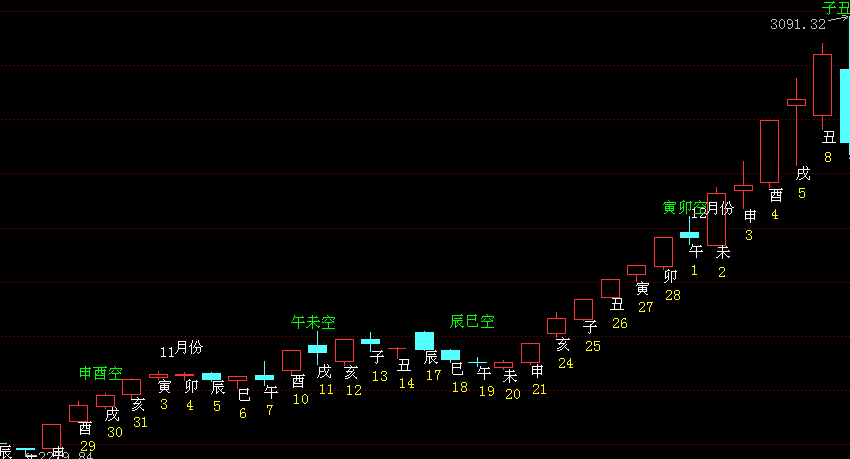 子丑
3091.32
丑
8
戌
5
酉
4
寅卯空
12月份
申
3
午
1
未
2
卯
28
寅
27
丑
26
子
25
亥
24
辰巳空
午未空
11月份
申酉空
申
21
未
20
午
19
巳
18
辰
17
丑
14
子
13
亥
12
戌
11
酉
10
午
7
巳
6
辰
5
卯
4
寅
3
亥
31
戌
30
酉
29
申
辰
2279.84